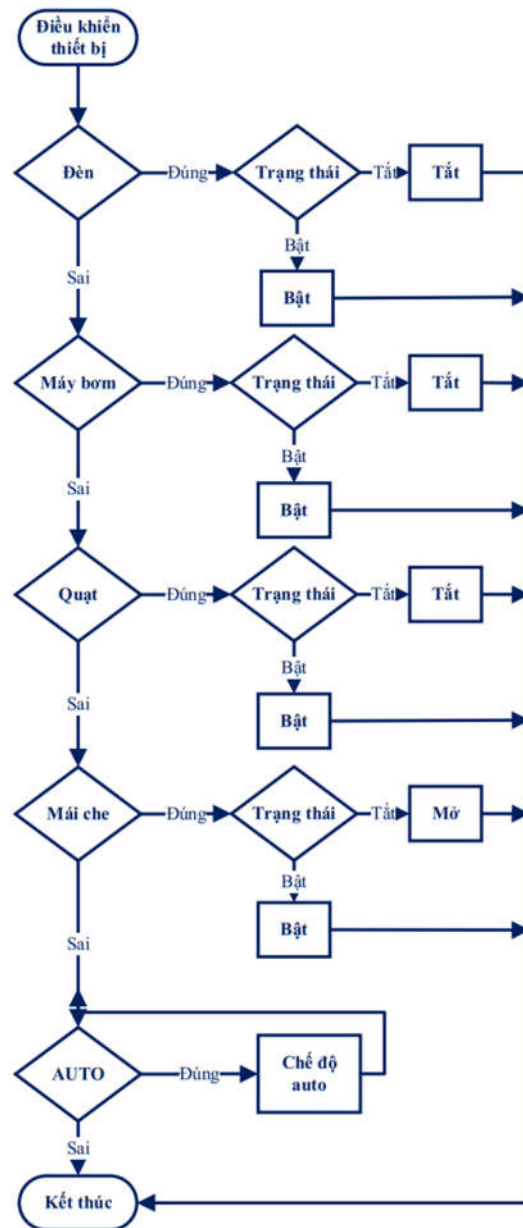 Điều khiển
thiết bị
Đèn
Đúng
Trạng thái
Tắt
Tắt
Bật
Sai
Bật
Máy bơm
Đúng
Trạng thái
Tắt
Tắt
Bật
Sai
Bật
Quạt
Đúng
Trạng thái
Tắt
Tắt
Bật
Sai
Bật
Mái che
Đúng
Trạng thái
Tắt
Mở
Bật
Bật
Sai
AUTO
Đúng
Chế độ
auto
Sai
Kết thúc